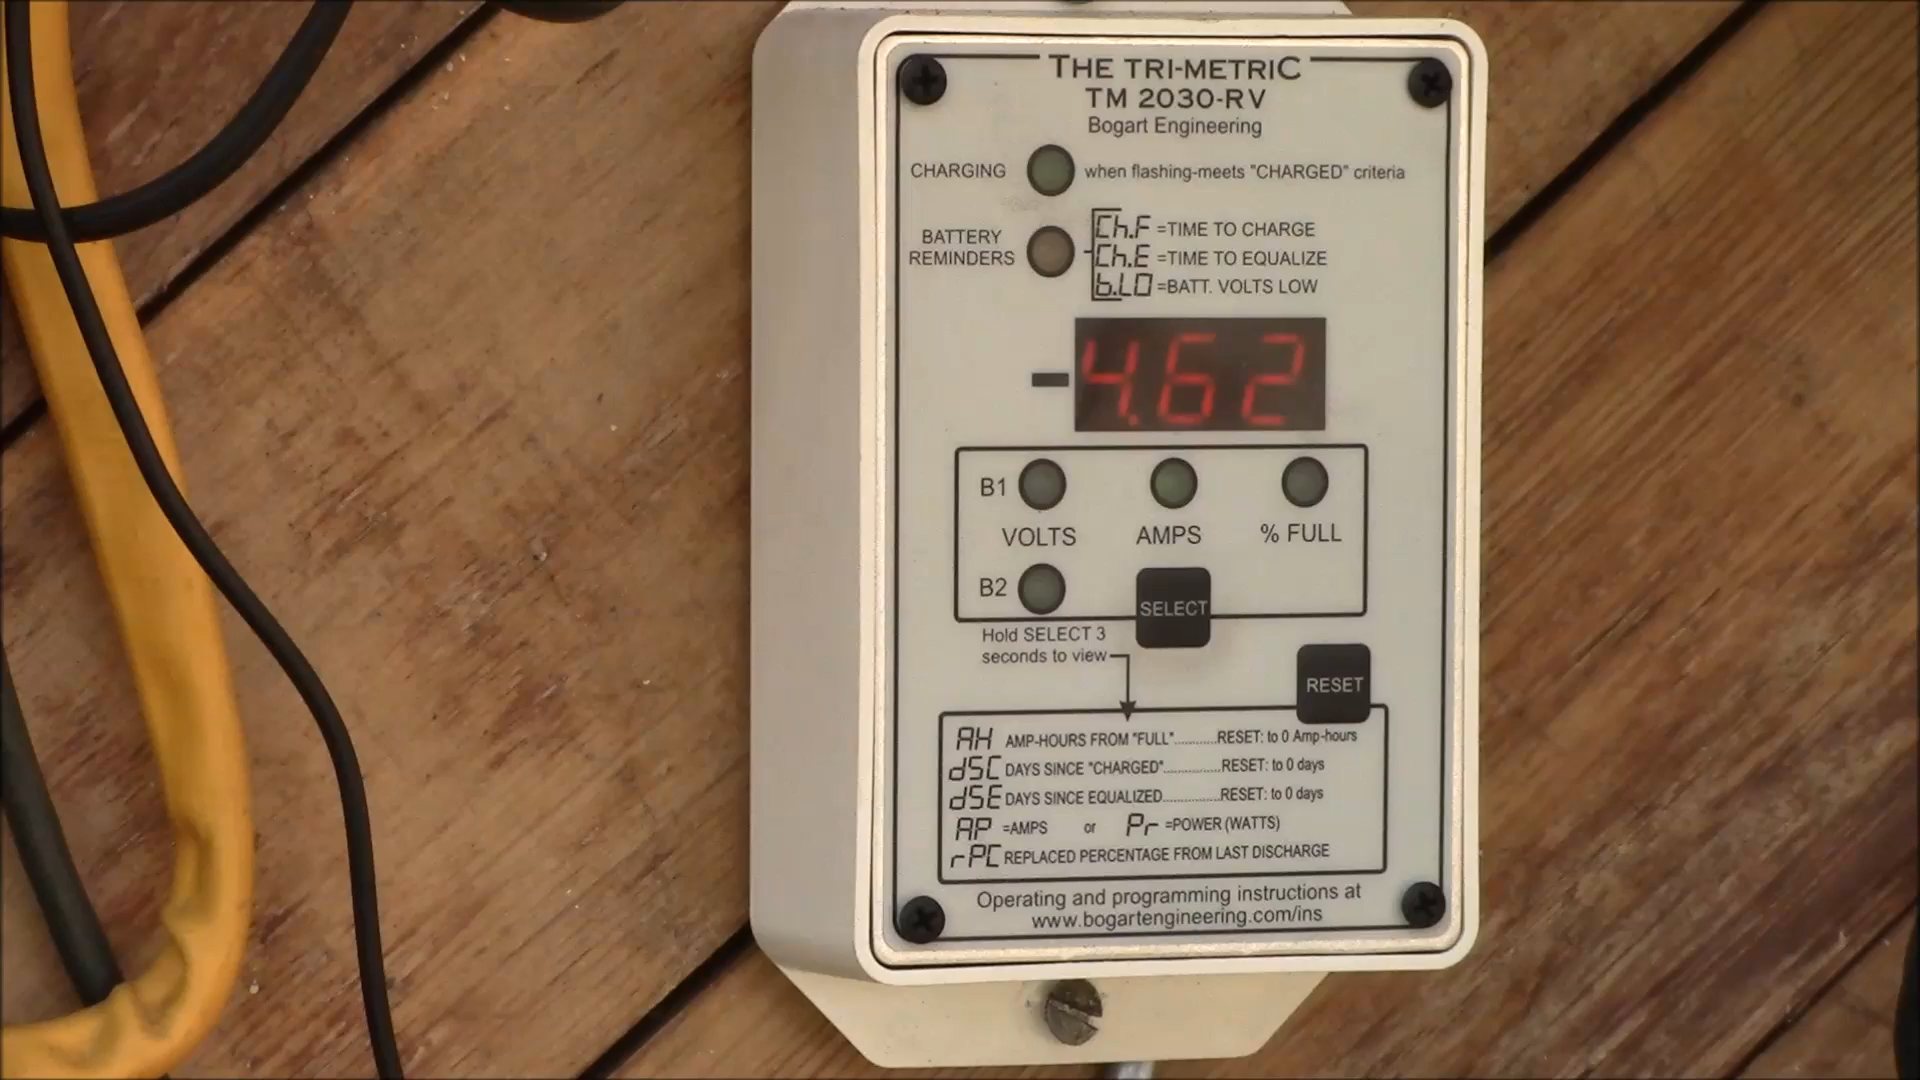 THE TRI-METRIC
TM 2030-RV
Bogart Engineering
CHARGING when flashing-meets "CHARGED" criteria
BATTERY REMINDERS
Ch.F =TIME TO CHARGE
Ch.E =TIME TO EQUALIZE
b.LO =BATT. VOLTS LOW
-4.62
B1
VOLTS AMPS % FULL
B2
SELECT
Hold SELECT 3
seconds to view
RESET
AH AMP-HOURS FROM "FULL"..........RESET: to 0 Amp-hours
dSC DAYS SINCE "CHARGED".............RESET: to 0 days
dSE DAYS SINCE EQUALIZED.............RESET: to 0 days
AP =AMPS or Pr =POWER (WATTS)
rPC REPLACED PERCENTAGE FROM LAST DISCHARGE
Operating and programming instructions at
www.bogartengineering.com/ins